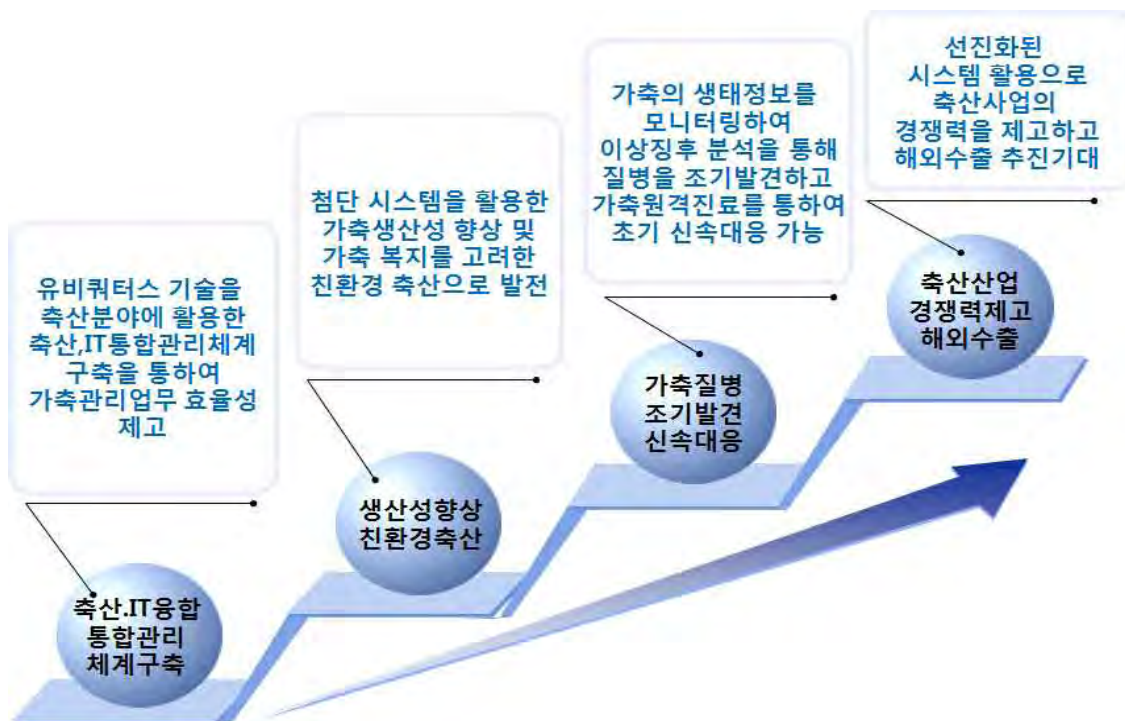 유비쿼터스 기술을
축산분야에 활용한
축산,IT통합관리체계
구축을 통하여
가축관리업무 효율성
제고
축산.IT융합
통합관리
체계구축
첨단 시스템을 활용한
가축생산성 향상 및
가축 복지를 고려한
친환경 축산으로 발전
생산성향상
친환경축산
가축의 생태정보를
모니터링하여
이상징후 분석을 통해
질병을 조기발견하고
가축원격진료를 통하여
초기 신속대응 가능
가축질병
조기발견
신속대응
선진화된
시스템 활용으로
축산사업의
경쟁력을 제고하고
해외수출 추진기대
축산산업
경쟁력제고
해외수출